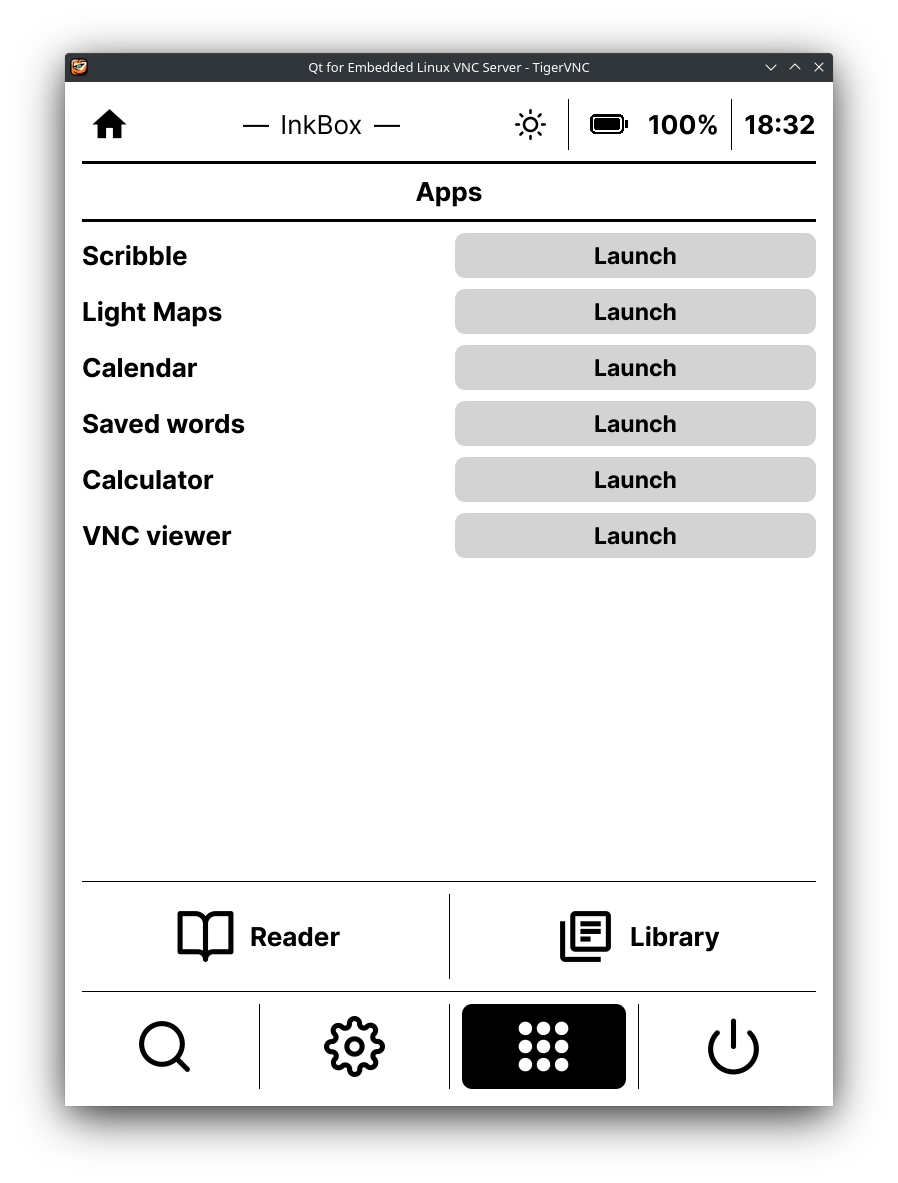 Qt for Embedded Linux VNC Server - TigerVNC
— InkBox — 100% 18:32
Apps
Scribble Launch
Light Maps Launch
Calendar Launch
Saved words Launch
Calculator Launch
VNC viewer Launch
Reader Library